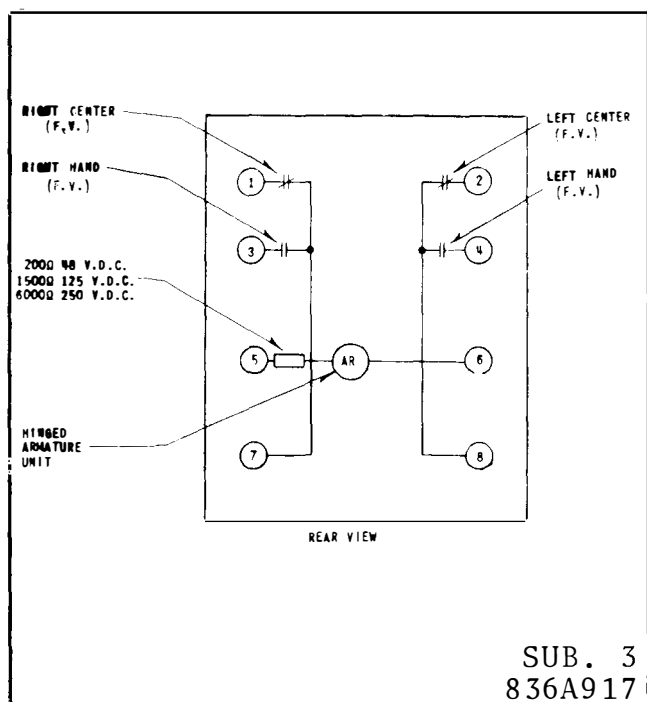 RIGHT CENTER
(F.V.)
LEFT CENTER
(F.V.)
RIGHT HAND
(F.V.)
LEFT HAND
(F.V.)
1
2
3
4
200Ω 48 V.D.C.
1500Ω 125 V.D.C.
6000Ω 250 V.D.C.
5
AR
6
HINGED
ARMATURE
UNIT
7
8
REAR VIEW
SUB. 3
836A917